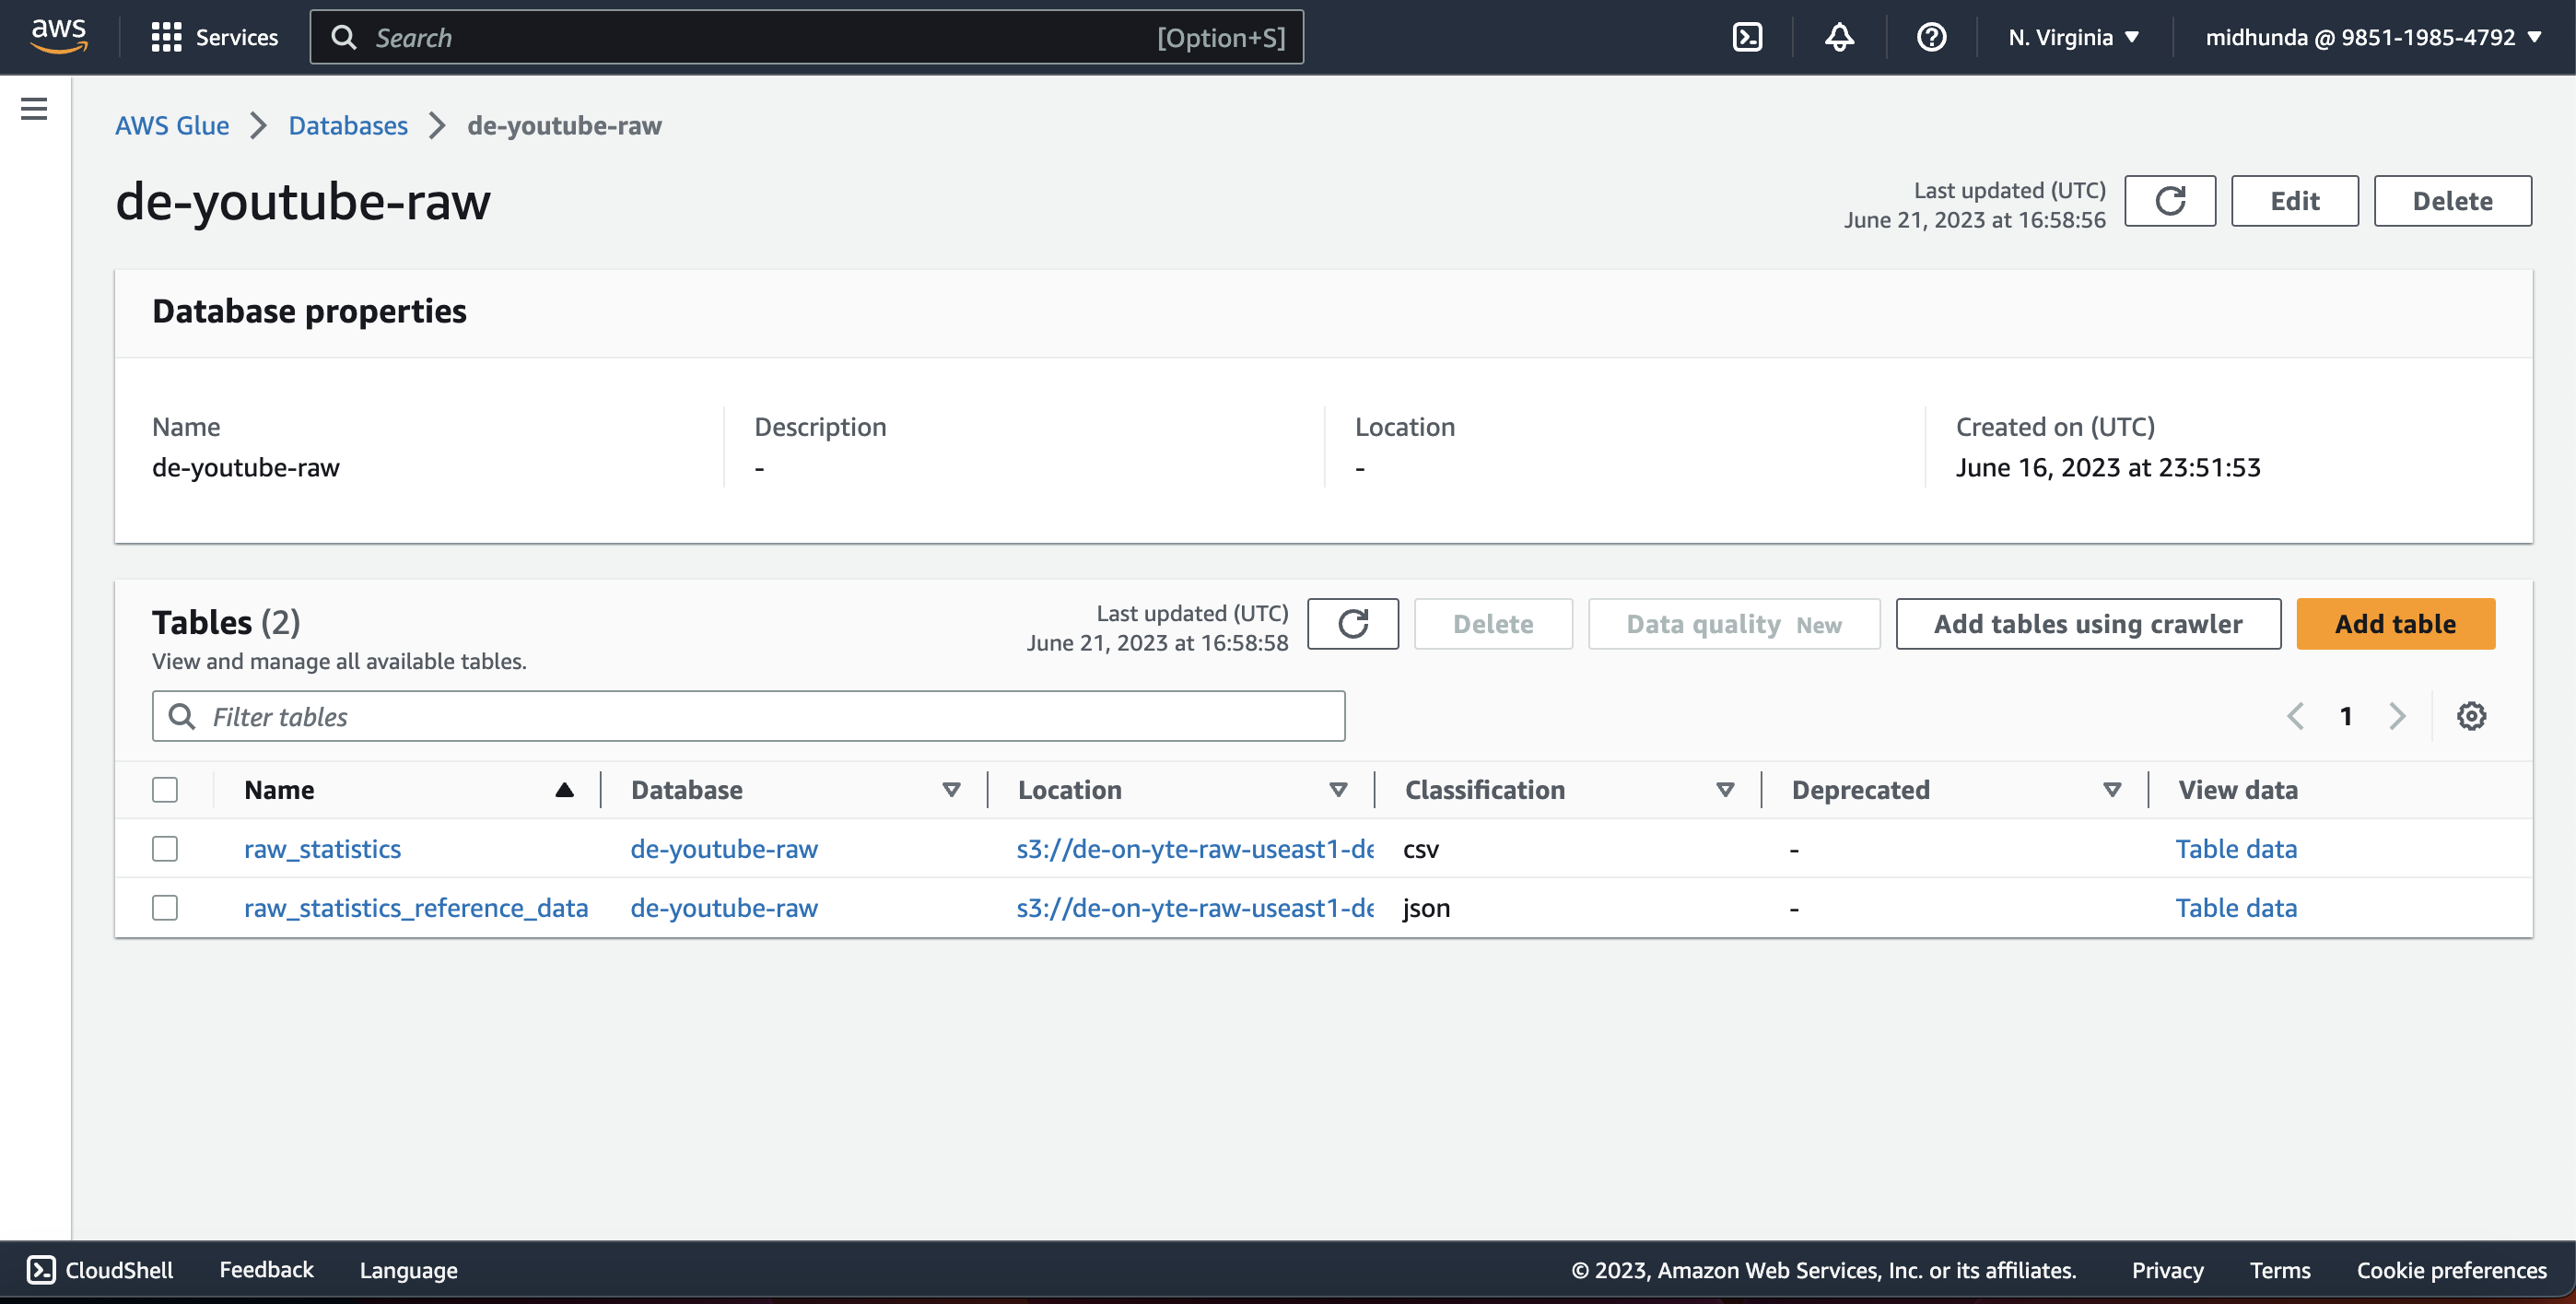 aws
Services
Search
[Option+S]
N. Virginia
midhunda @ 9851-1985-4792
AWS Glue
Databases
de-youtube-raw
de-youtube-raw
Last updated (UTC)
June 21, 2023 at 16:58:56
Edit
Delete
Database properties
Name
de-youtube-raw
Description
-
Location
-
Created on (UTC)
June 16, 2023 at 23:51:53
Tables (2)
View and manage all available tables.
Last updated (UTC)
June 21, 2023 at 16:58:58
Delete
Data quality New
Add tables using crawler
Add table
Filter tables
1
Name Database Location Classification Deprecated View data
raw_statistics de-youtube-raw s3://de-on-yte-raw-useast1-de csv - Table data
raw_statistics_reference_data de-youtube-raw s3://de-on-yte-raw-useast1-de json - Table data
CloudShell
Feedback
Language
© 2023, Amazon Web Services, Inc. or its affiliates.
Privacy
Terms
Cookie preferences